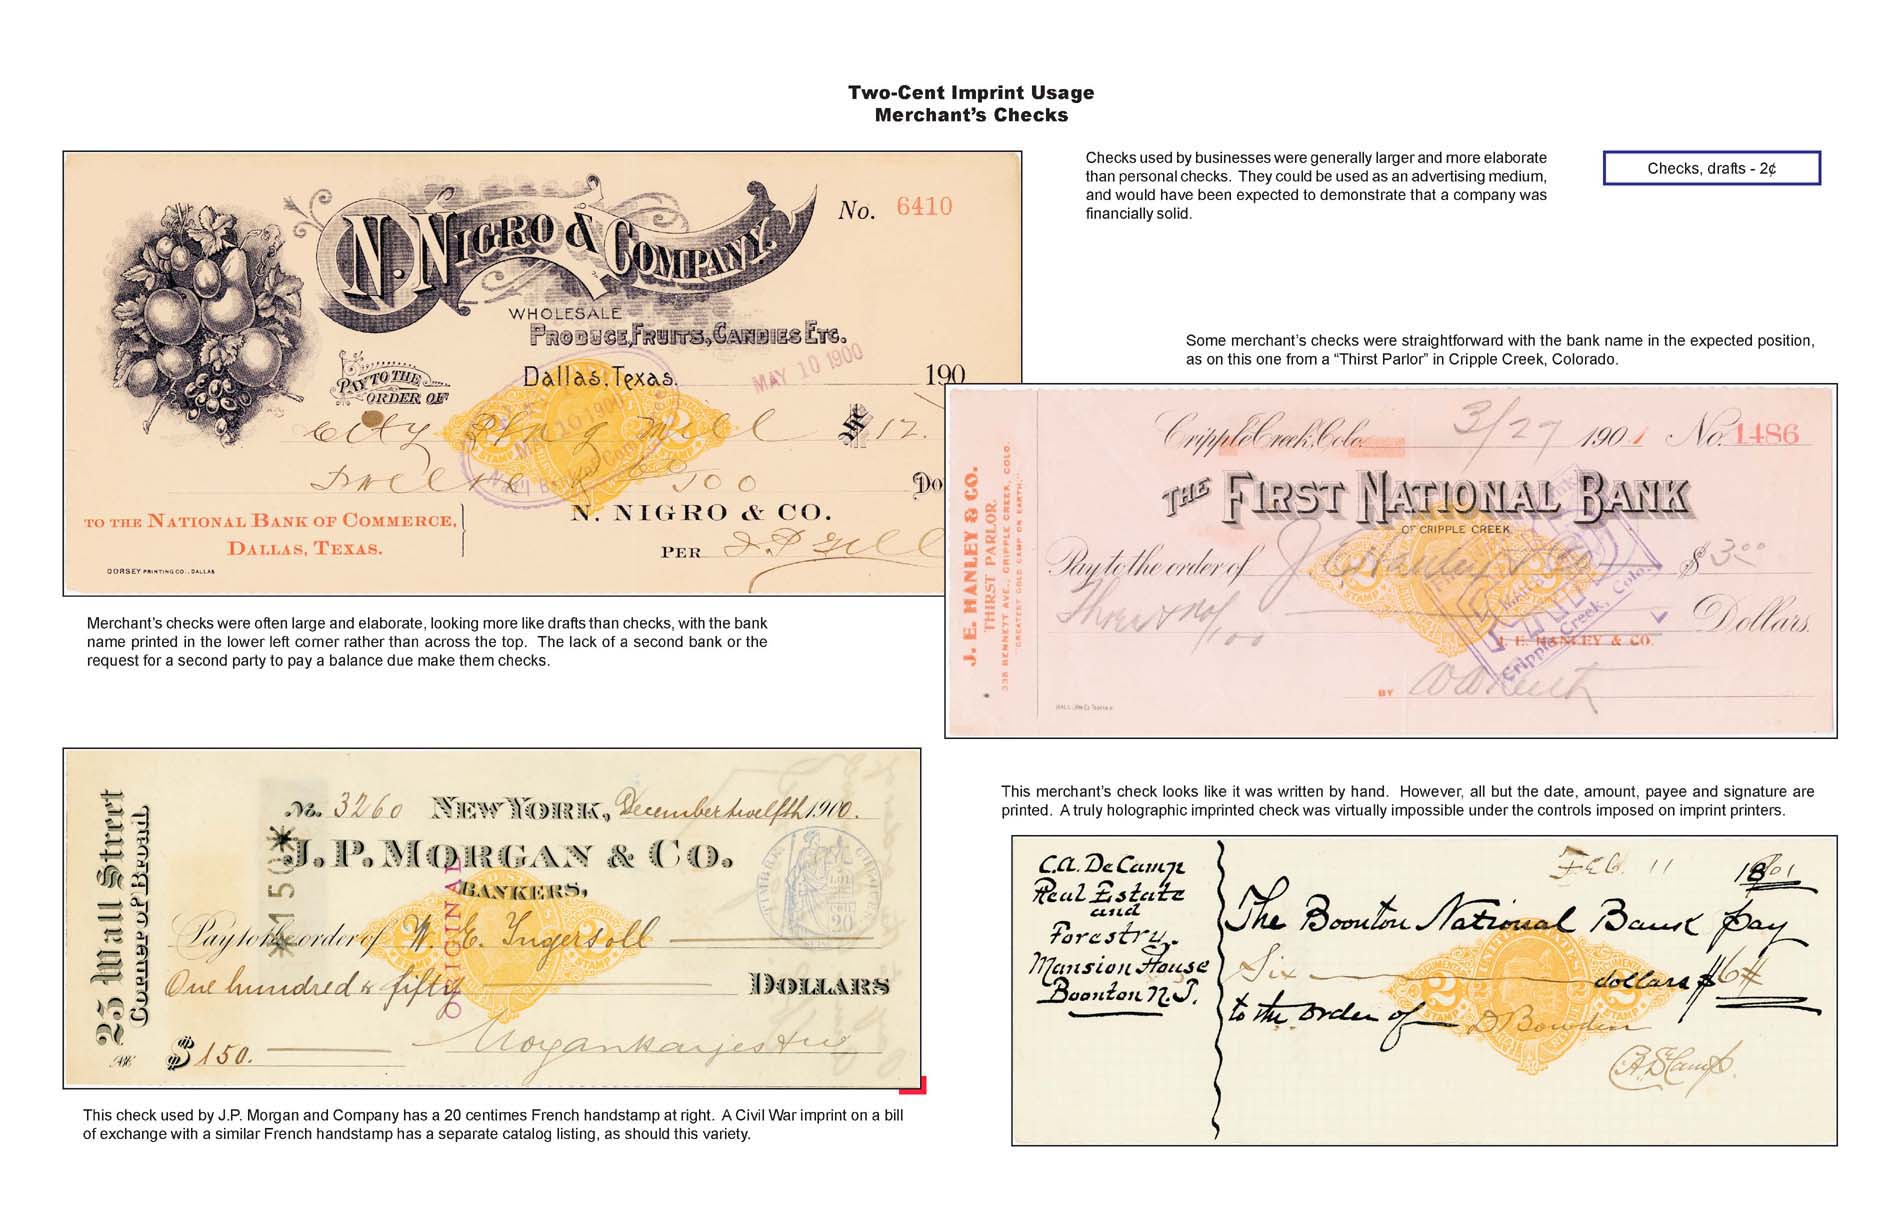 Two-Cent Imprint Usage
Merchant's Checks
Checks used by businesses were generally larger and more elaborate
than personal checks. They could be used as an advertising medium,
and would have been expected to demonstrate that a company was
financially solid.
Checks, drafts - 2¢
No. 6410
N. NIGRO & COMPANY.
WHOLESALE
PRODUCE, FRUITS, CANDIES ETC.
PAY TO THE
ORDER OF
Dallas, Texas. MAY 10 1900 190
City
$ 12.
Twelve & 00/100 Do
TO THE NATIONAL BANK OF COMMERCE,
DALLAS, TEXAS.
N. NIGRO & CO.
PER
DORSEY PRINTING CO., DALLAS
Merchant's checks were often large and elaborate, looking more like drafts than checks, with the bank
name printed in the lower left corner rather than across the top. The lack of a second bank or the
request for a second party to pay a balance due make them checks.
Some merchant's checks were straightforward with the bank name in the expected position,
as on this one from a "Thirst Parlor" in Cripple Creek, Colorado.
J. E. HANLEY & CO.
THIRST PARLOR.
338 BENNETT AVE., CRIPPLE CREEK, COLO.
"GREATEST GOLD CAMP ON EARTH."
Cripple Creek, Colo. 3/27 1901 No. 1486
THE FIRST NATIONAL BANK
OF CRIPPLE CREEK
Pay to the order of J. E. Hanley & Co $ 3.00
Three & no/100 Dollars.
J. E. HANLEY & CO.
Cripple Creek, Colo.
BY
This check used by J.P. Morgan and Company has a 20 centimes French handstamp at right. A Civil War imprint on a bill
of exchange with a similar French handstamp has a separate catalog listing, as should this variety.
25 Wall Street
Corner of Broad.
No. 3260 NEW YORK, December twelfth 1900.
J. P. MORGAN & CO.
BANKERS,
*150*
ORIGINAL
20
Pay to the order of W. E. Ingersoll
One hundred & fifty DOLLARS
$ 150.
This merchant's check looks like it was written by hand. However, all but the date, amount, payee and signature are
printed. A truly holographic imprinted check was virtually impossible under the controls imposed on imprint printers.
C.A. DeCamp
Real Estate
and
Forestry.
Mansion House
Boonton N.J.
Feb. 11 1901
The Boonton National Bank pay
Six dollars $6#
to the order of D Bowden